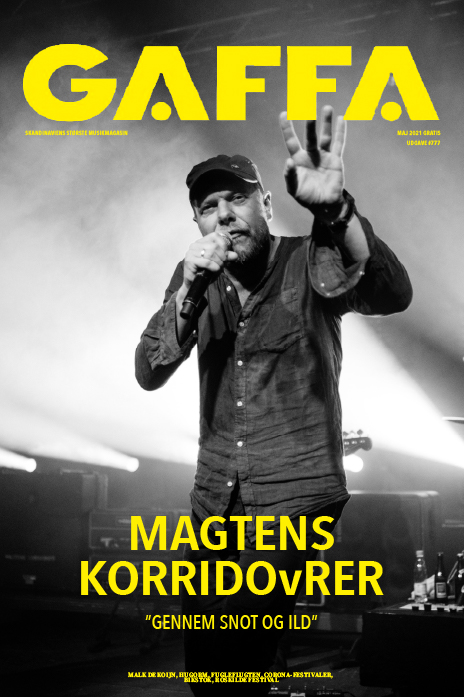 GAFFA
SKANDINAVIENS STØRSTE MUSIKMAGASIN
MAJ 2021 GRATIS
UDGAVE #777
MAGTENS
KORRIDOvRER
"GENNEM SNOT OG ILD"
MALK DE KOIJN, HUGORM, FUGLEFLUGTEN, CORONA-FESTIVALER,
BIKSTOK, ROSKILDE FESTIVAL